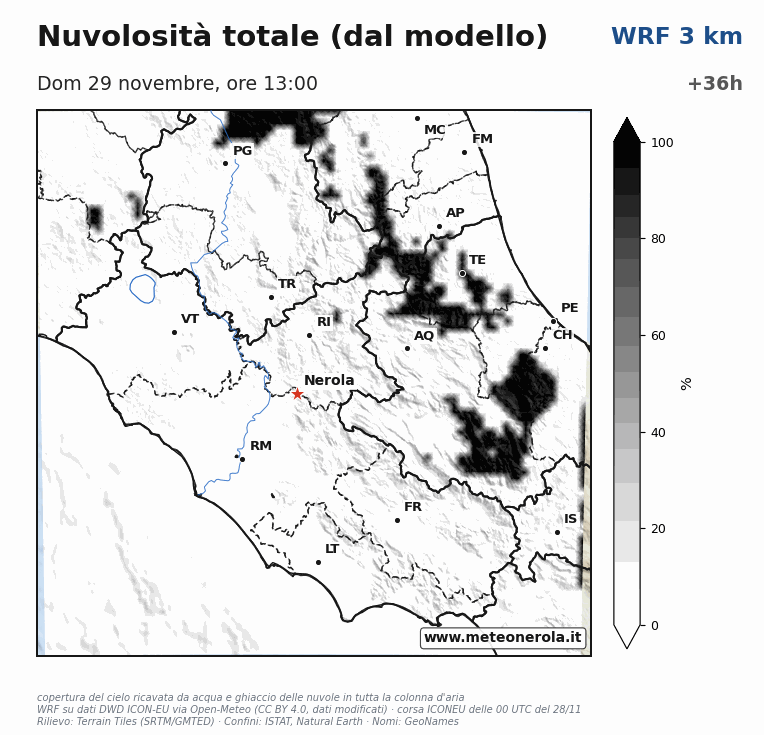 Nuvolosità totale (dal modello)
WRF 3 km
Dom 29 novembre, ore 13:00
+36h
MC
FM
PG
AP
TE
TR
PE
VT
RI
AQ
CH
Nerola
RM
FR
IS
LT
www.meteonerola.it
100
80
60
40
20
0
%
copertura del cielo ricavata da acqua e ghiaccio delle nuvole in tutta la colonna d'aria
WRF su dati DWD ICON-EU via Open-Meteo (CC BY 4.0, dati modificati) · corsa ICONEU delle 00 UTC del 28/11
Rilievo: Terrain Tiles (SRTM/GMTED) · Confini: ISTAT, Natural Earth · Nomi: GeoNames